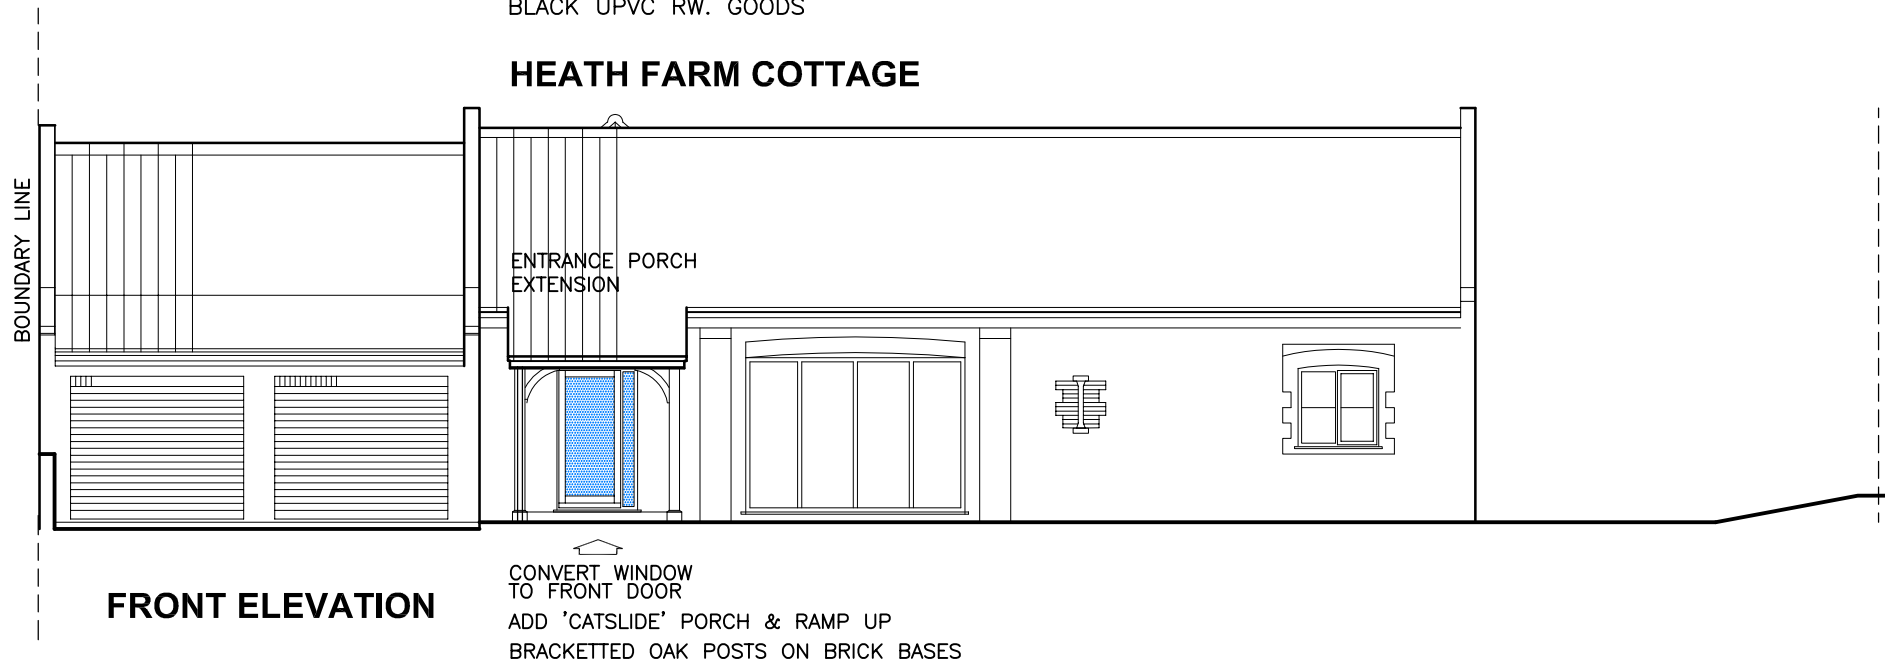 BLACK UPVC RW. GOODS
HEATH FARM COTTAGE
BOUNDARY LINE
ENTRANCE PORCH
EXTENSION
FRONT ELEVATION
CONVERT WINDOW
TO FRONT DOOR
ADD 'CATSLIDE' PORCH & RAMP UP
BRACKETTED OAK POSTS ON BRICK BASES